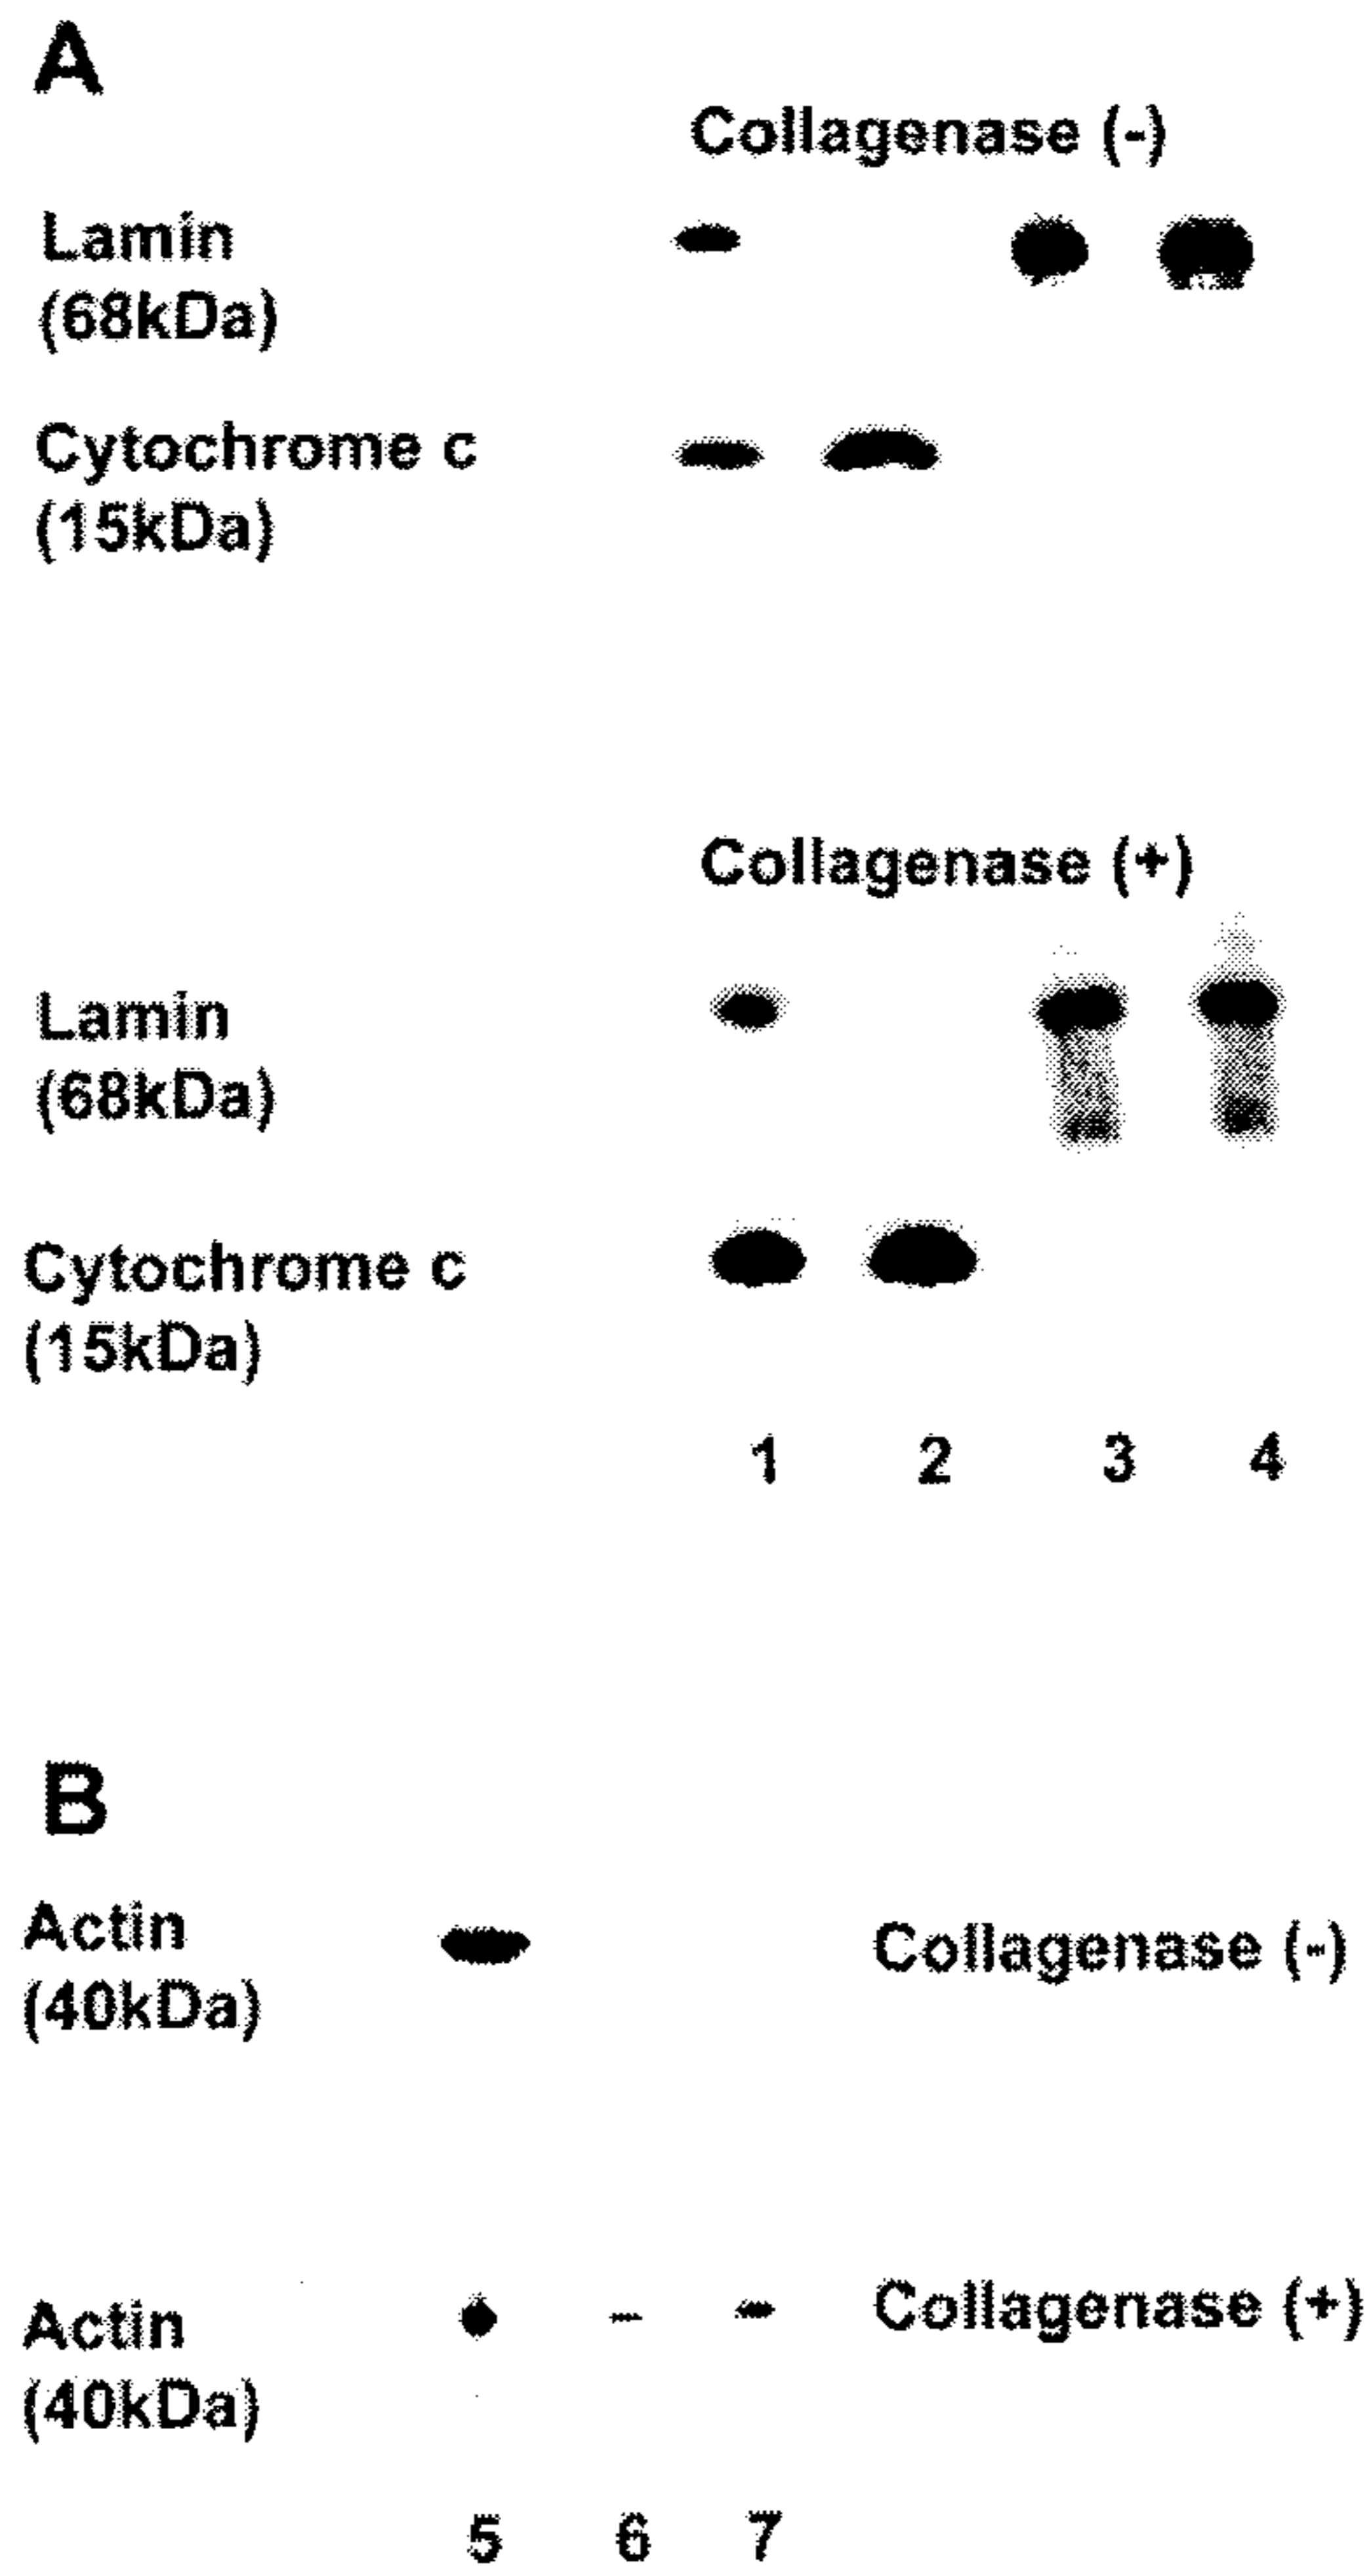 A
Collagenase (-)
Lamin
(68kDa)
Cytochrome c
(15kDa)
Collagenase (+)
Lamin
(68kDa)
Cytochrome c
(15kDa)
1 2 3 4
B
Actin
(40kDa)
Collagenase (-)
Actin
(40kDa)
Collagenase (+)
5 6 7